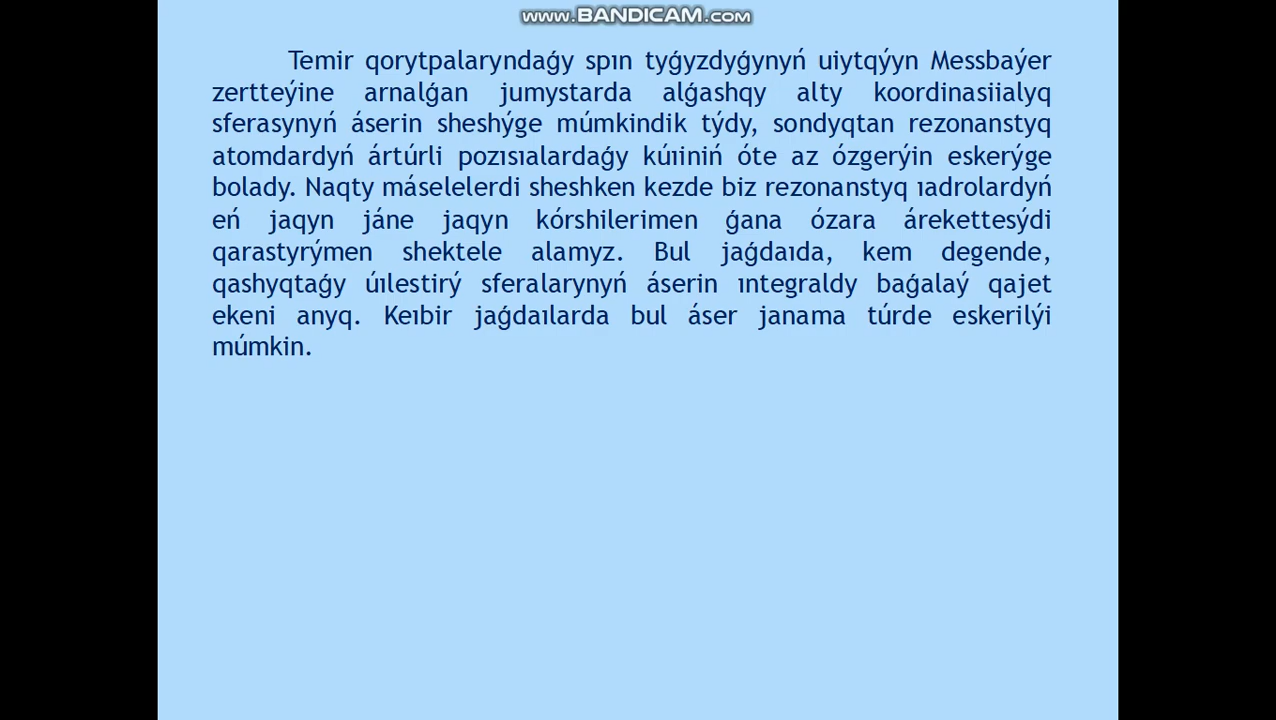 www.BANDICAM.com
Temir qorytpalaryndaǵy spın tyǵyzdyǵynyń uiytqýyn Messbaýer
zertteýine arnalǵan jumystarda alǵashqy alty koordinasiialyq
sferasynyń áserin sheshýge múmkindik týdy, sondyqtan rezonanstyq
atomdardyń ártúrli pozısıalardaǵy kúıiniń óte az ózgerýin eskerýge
bolady. Naqty máselelerdi sheshken kezde biz rezonanstyq ıadrolardyń
eń jaqyn jáne jaqyn kórshilerimen ǵana ózara árekettesýdi
qarastyrýmen shektele alamyz. Bul jaǵdaıda, kem degende,
qashyqtaǵy úılestirý sferalarynyń áserin ıntegraldy baǵalaý qajet
ekeni anyq. Keıbir jaǵdaılarda bul áser janama túrde eskerilýi
múmkin.